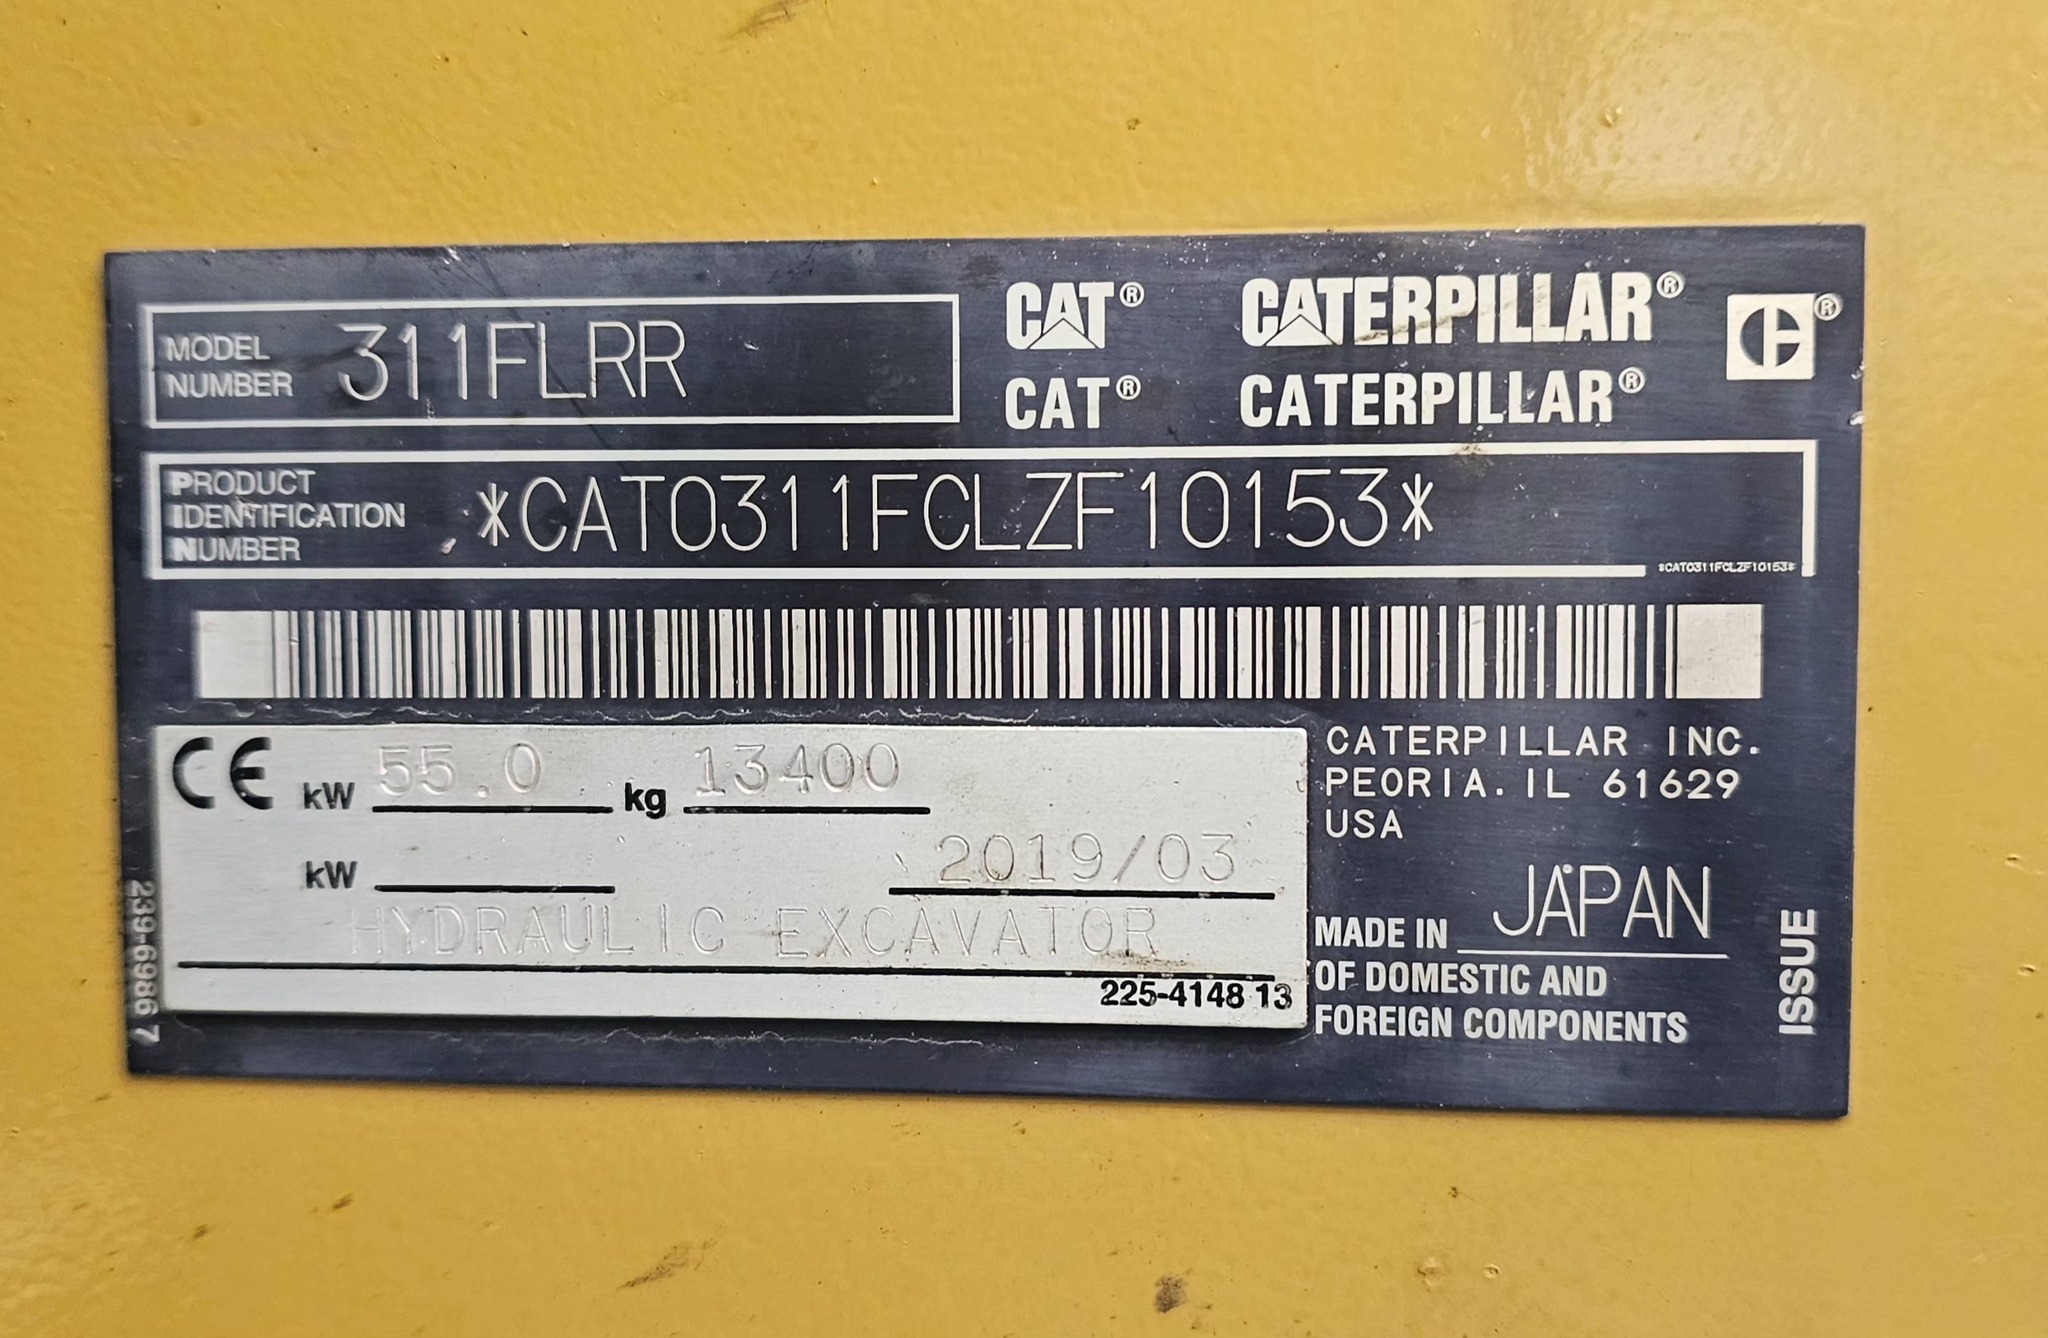 MODEL NUMBER 311FLRR
CAT® CATERPILLAR®
CAT® CATERPILLAR®
PRODUCT IDENTIFICATION NUMBER *CAT0311FCLZF10153*
*CAT0311FCLZF10153*
CE kW 55.0 kg 13400
kW 2019/03
HYDRAULIC EXCAVATOR
225-4148 13
CATERPILLAR INC.
PEORIA. IL 61629
USA
MADE IN JAPAN
OF DOMESTIC AND
FOREIGN COMPONENTS
ISSUE
239-6986 7